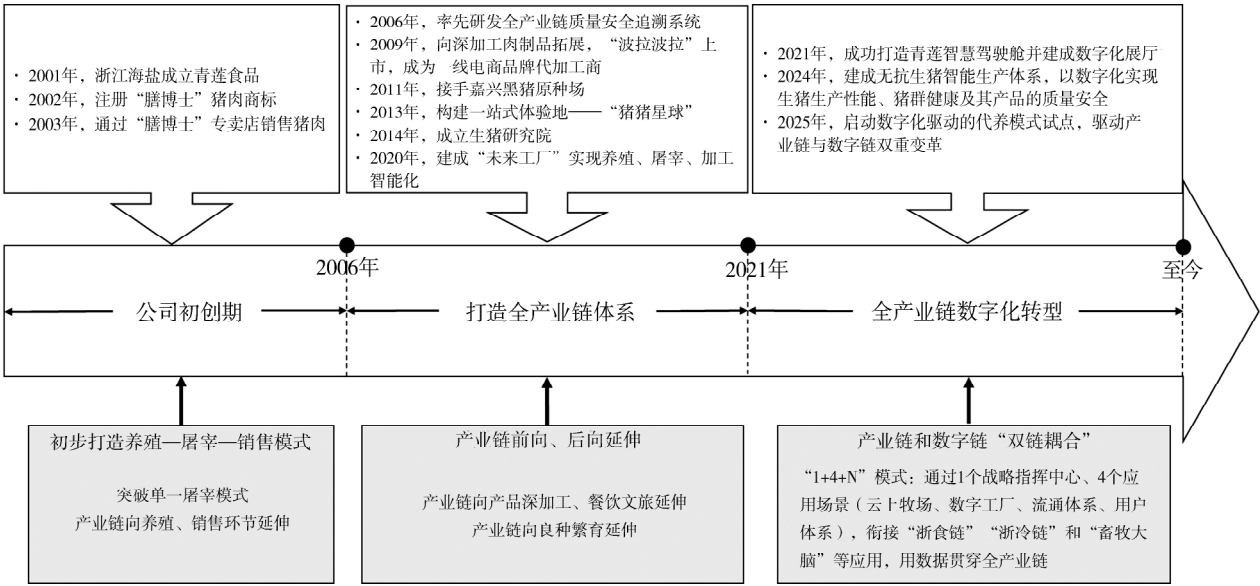 · 2001年，浙江海盐成立青莲食品
· 2002年，注册“膳博士”猪肉商标
· 2003年，通过“膳博士”专卖店销售猪肉
· 2006年，率先研发全产业链质量安全追溯系统
· 2009年，向深加工肉制品拓展，“波拉波拉”上
市，成为 线电商品牌代加工商
· 2011年，接手嘉兴黑猪原种场
· 2013年，构建一站式体验地——“猪猪星球”
· 2014年，成立生猪研究院
· 2020年，建成“未来工厂”实现养殖、屠宰、加工
智能化
· 2021年，成功打造青莲智慧驾驶舱并建成数字化展厅
· 2024年，建成无抗生猪智能生产体系，以数字化实现
生猪生产性能、猪群健康及其产品的质量安全
· 2025年，启动数字化驱动的代养模式试点，驱动产
业链与数字链双重变革
2006年
2021年
至今
公司初创期
打造全产业链体系
全产业链数字化转型
初步打造养殖—屠宰—销售模式
突破单一屠宰模式
产业链向养殖、销售环节延伸
产业链前向、后向延伸
产业链向产品深加工、餐饮文旅延伸
产业链向良种繁育延伸
产业链和数字链“双链耦合”
“1+4+N”模式：通过1个战略指挥中心、4个应
用场景（云上牧场、数字工厂、流通体系、用户
体系），衔接“浙食链”“浙冷链”和“畜牧大
脑”等应用，用数据贯穿全产业链